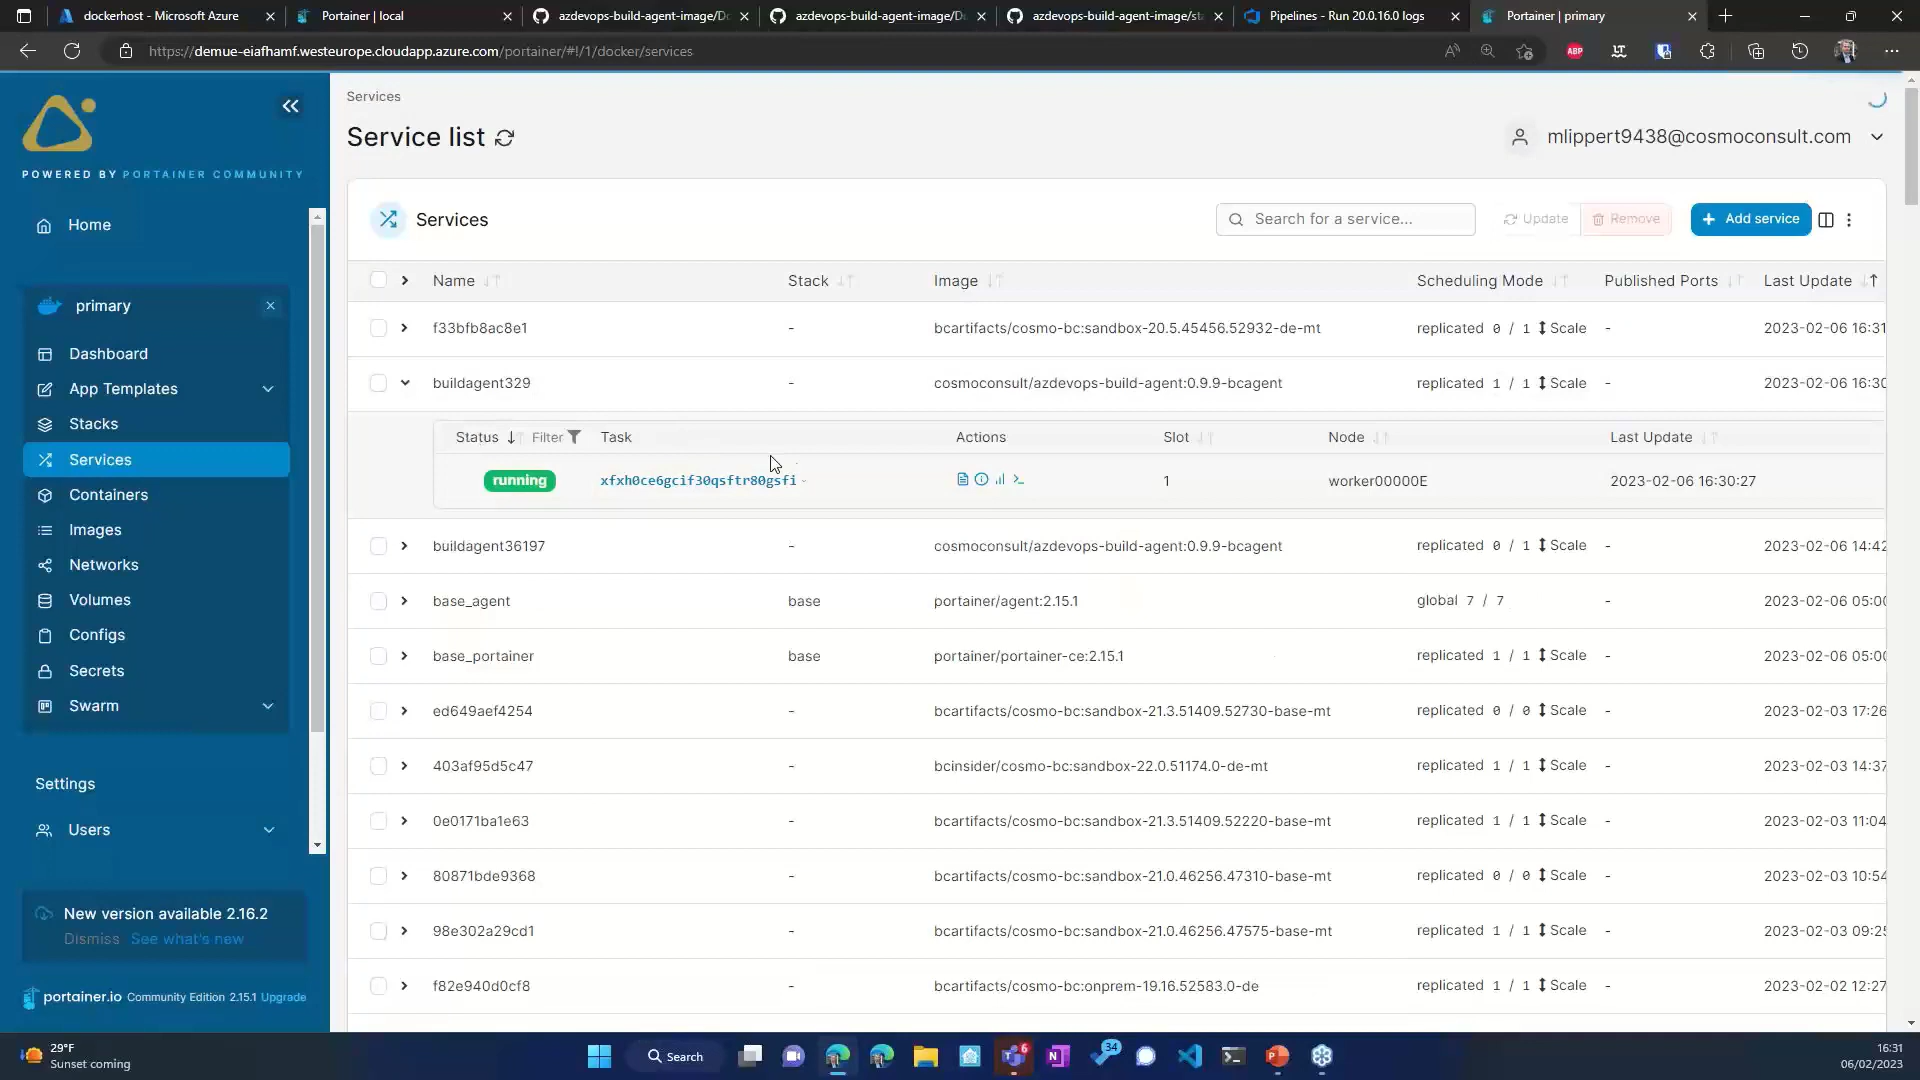 dockerhost - Microsoft Azure
Portainer | local
azdevops-build-agent-image/Do
azdevops-build-agent-image/D
azdevops-build-agent-image/st
Pipelines - Run 20.0.16.0 logs
Portainer | primary
https://demue-eiafhamf.westeurope.cloudapp.azure.com/portainer/#!/1/docker/services
ABP
POWERED BY PORTAINER COMMUNITY
Home
primary
Dashboard
App Templates
Stacks
Services
Containers
Images
Networks
Volumes
Configs
Secrets
Swarm
Settings
Users
New version available 2.16.2
Dismiss See what's new
portainer.io Community Edition 2.15.1 Upgrade
Services
Service list
mlippert9438@cosmoconsult.com
Services
Search for a service...
Update
Remove
+ Add service
Name Stack Image Scheduling Mode Published Ports Last Update
f33bfb8ac8e1 - bcartifacts/cosmo-bc:sandbox-20.5.45456.52932-de-mt replicated 0 / 1 Scale - 2023-02-06 16:31
buildagent329 - cosmoconsult/azdevops-build-agent:0.9.9-bcagent replicated 1 / 1 Scale - 2023-02-06 16:30
Status Filter Task Actions Slot Node Last Update
running xfxh0ce6gcif30qsftr80gsfi 1 worker00000E 2023-02-06 16:30:27
buildagent36197 - cosmoconsult/azdevops-build-agent:0.9.9-bcagent replicated 0 / 1 Scale - 2023-02-06 14:42
base_agent base portainer/agent:2.15.1 global 7 / 7 - 2023-02-06 05:00
base_portainer base portainer/portainer-ce:2.15.1 replicated 1 / 1 Scale - 2023-02-06 05:00
ed649aef4254 - bcartifacts/cosmo-bc:sandbox-21.3.51409.52730-base-mt replicated 0 / 0 Scale - 2023-02-03 17:26
403af95d5c47 - bcinsider/cosmo-bc:sandbox-22.0.51174.0-de-mt replicated 1 / 1 Scale - 2023-02-03 14:37
0e0171ba1e63 - bcartifacts/cosmo-bc:sandbox-21.3.51409.52220-base-mt replicated 1 / 1 Scale - 2023-02-03 11:04
80871bde9368 - bcartifacts/cosmo-bc:sandbox-21.0.46256.47310-base-mt replicated 0 / 0 Scale - 2023-02-03 10:54
98e302a29cd1 - bcartifacts/cosmo-bc:sandbox-21.0.46256.47575-base-mt replicated 1 / 1 Scale - 2023-02-03 09:25
f82e940d0cf8 - bcartifacts/cosmo-bc:onprem-19.16.52583.0-de replicated 1 / 1 Scale - 2023-02-02 12:27
29°F
Sunset coming
Search
6
34
16:31
06/02/2023